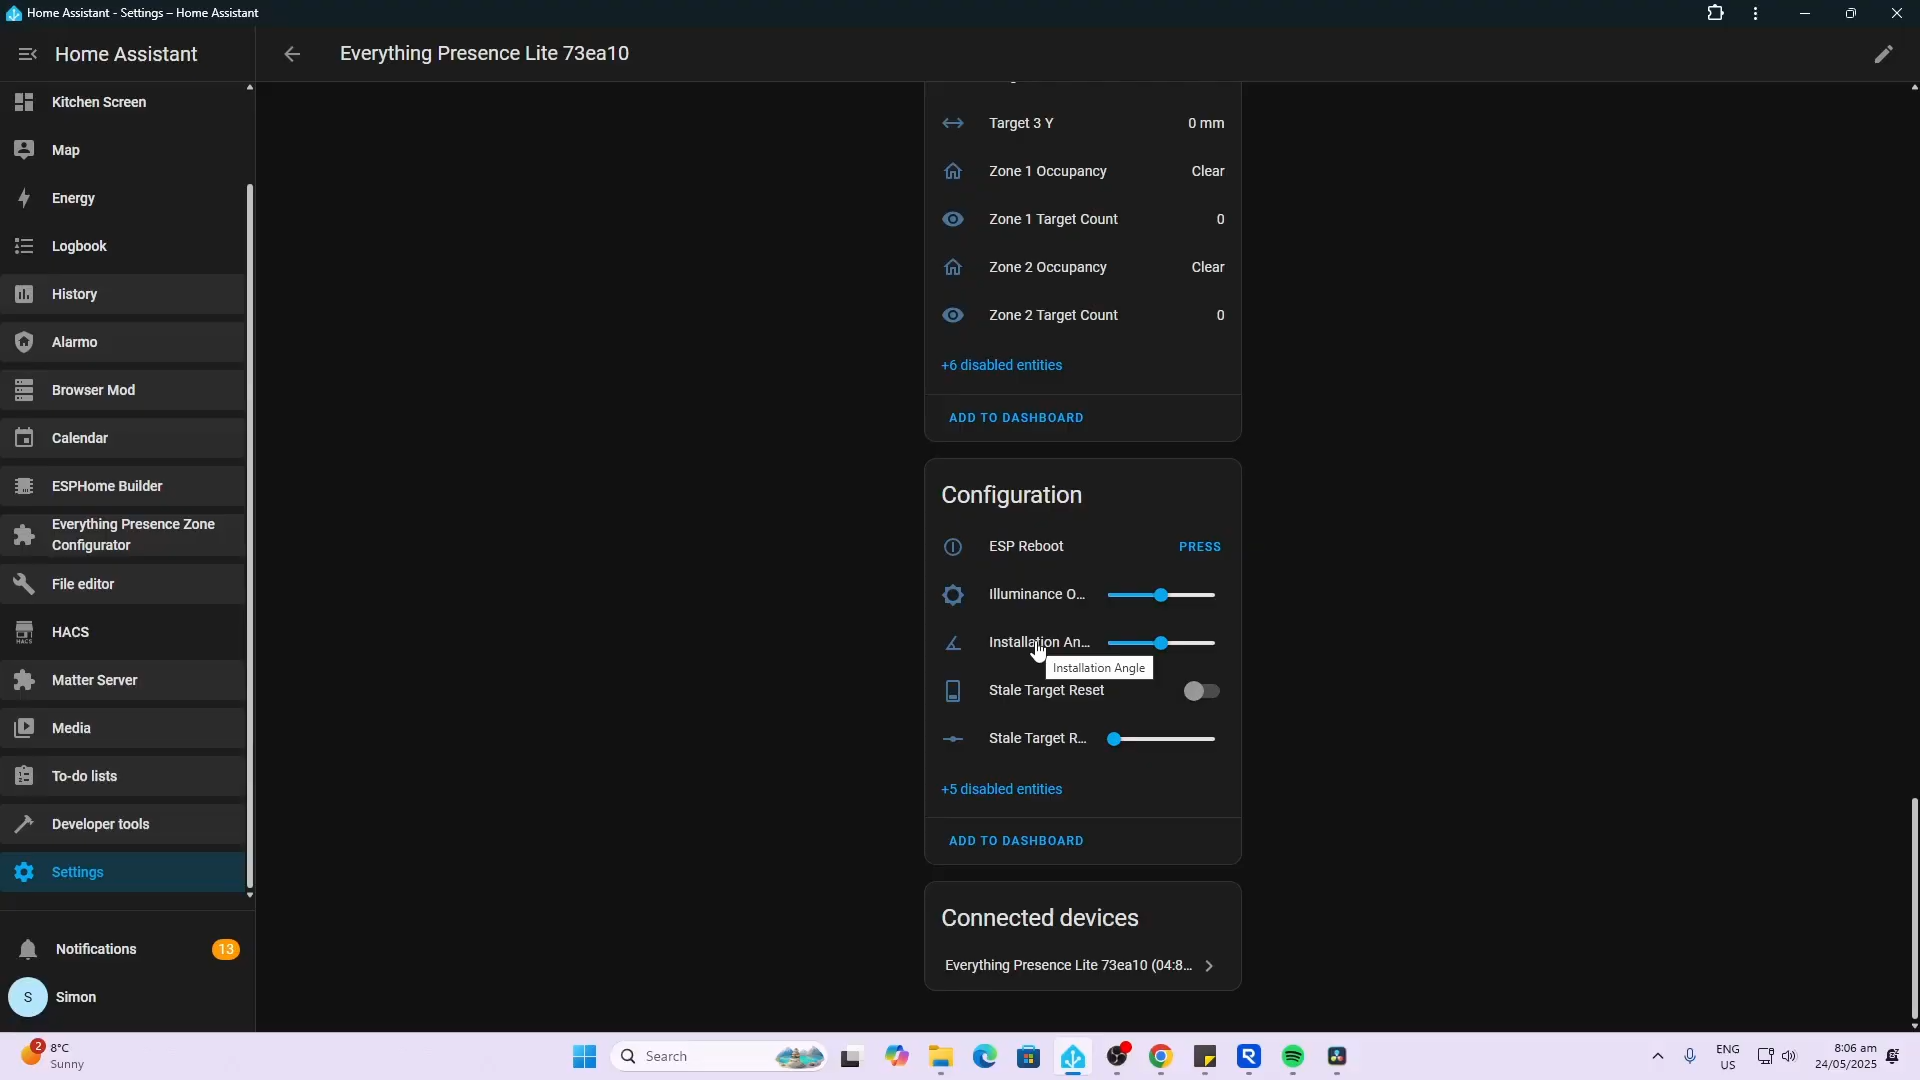 Home Assistant - Settings – Home Assistant
Home Assistant
Everything Presence Lite 73ea10
Kitchen Screen
Map
Energy
Logbook
History
Alarmo
Browser Mod
Calendar
ESPHome Builder
Everything Presence Zone
Configurator
File editor
HACS
Matter Server
Media
To-do lists
Developer tools
Settings
Notifications 13
S Simon
Target 3 Y 0 mm
Zone 1 Occupancy Clear
Zone 1 Target Count 0
Zone 2 Occupancy Clear
Zone 2 Target Count 0
+6 disabled entities
ADD TO DASHBOARD
Configuration
ESP Reboot PRESS
Illuminance O...
Installation An...
Installation Angle
Stale Target Reset
Stale Target R...
+5 disabled entities
ADD TO DASHBOARD
Connected devices
Everything Presence Lite 73ea10 (04:8...
2 8°C
Sunny
Search
ENG
US
8:06 am
24/05/2025